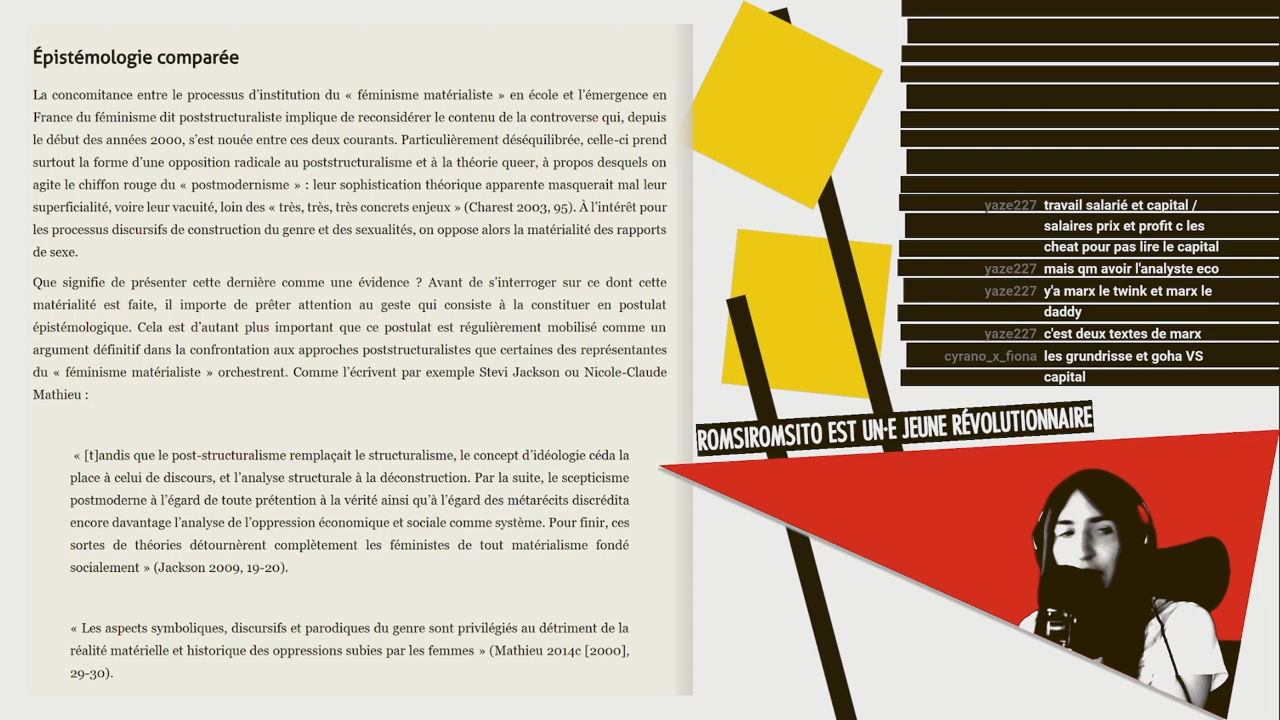 Épistémologie comparée
La concomitance entre le processus d’institution du « féminisme matérialiste » en école et l’émergence en
France du féminisme dit poststructuraliste implique de reconsidérer le contenu de la controverse qui, depuis
le début des années 2000, s’est nouée entre ces deux courants. Particulièrement déséquilibrée, celle-ci prend
surtout la forme d’une opposition radicale au poststructuralisme et à la théorie queer, à propos desquels on
agite le chiffon rouge du « postmodernisme » : leur sophistication théorique apparente masquerait mal leur
superficialité, voire leur vacuité, loin des « très, très, très concrets enjeux » (Charest 2003, 95). À l’intérêt pour
les processus discursifs de construction du genre et des sexualités, on oppose alors la matérialité des rapports
de sexe.
Que signifie de présenter cette dernière comme une évidence ? Avant de s’interroger sur ce dont cette
matérialité est faite, il importe de prêter attention au geste qui consiste à la constituer en postulat
épistémologique. Cela est d’autant plus important que ce postulat est régulièrement mobilisé comme un
argument définitif dans la confrontation aux approches poststructuralistes que certaines des représentantes
du « féminisme matérialiste » orchestrent. Comme l’écrivent par exemple Stevi Jackson ou Nicole-Claude
Mathieu :
« [t]andis que le post-structuralisme remplaçait le structuralisme, le concept d’idéologie céda la
place à celui de discours, et l’analyse structurale à la déconstruction. Par la suite, le scepticisme
postmoderne à l’égard de toute prétention à la vérité ainsi qu’à l’égard des métarécits discrédita
encore davantage l’analyse de l’oppression économique et sociale comme système. Pour finir, ces
sortes de théories détournèrent complètement les féministes de tout matérialisme fondé
socialement » (Jackson 2009, 19-20).
« Les aspects symboliques, discursifs et parodiques du genre sont privilégiés au détriment de la
réalité matérielle et historique des oppressions subies par les femmes » (Mathieu 2014c [2000],
29-30).
yaze227 travail salarié et capital /
salaires prix et profit c les
cheat pour pas lire le capital
yaze227 mais qm avoir l'analyste eco
yaze227 y'a marx le twink et marx le
daddy
yaze227 c'est deux textes de marx
cyrano_x_fiona les grundrisse et goha VS
capital
ROMSIROMSITO EST UN·E JEUNE RÉVOLUTIONNAIRE